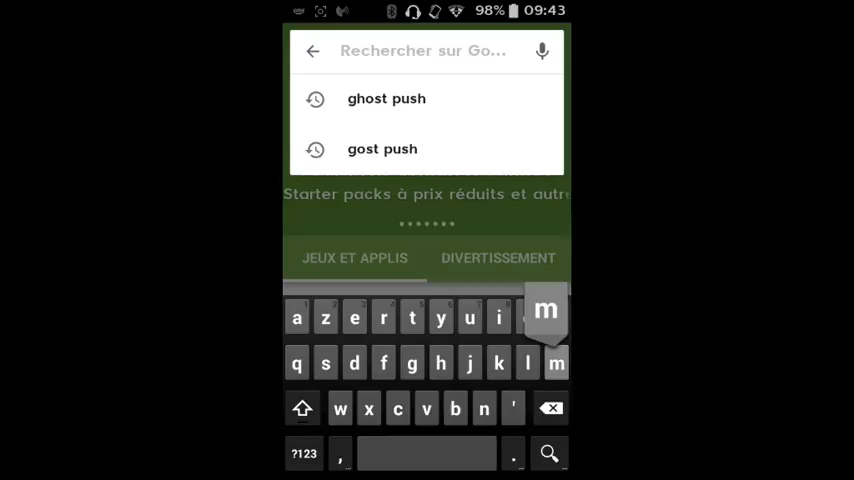 98% 09:43
Rechercher sur Go...
ghost push
gost push
Starter packs à prix réduits et autr
JEUX ET APPLIS DIVERTISSEMENT
a z e r t y u i
m
q s d f g h j k l m
w x c v b n '
?123 , .